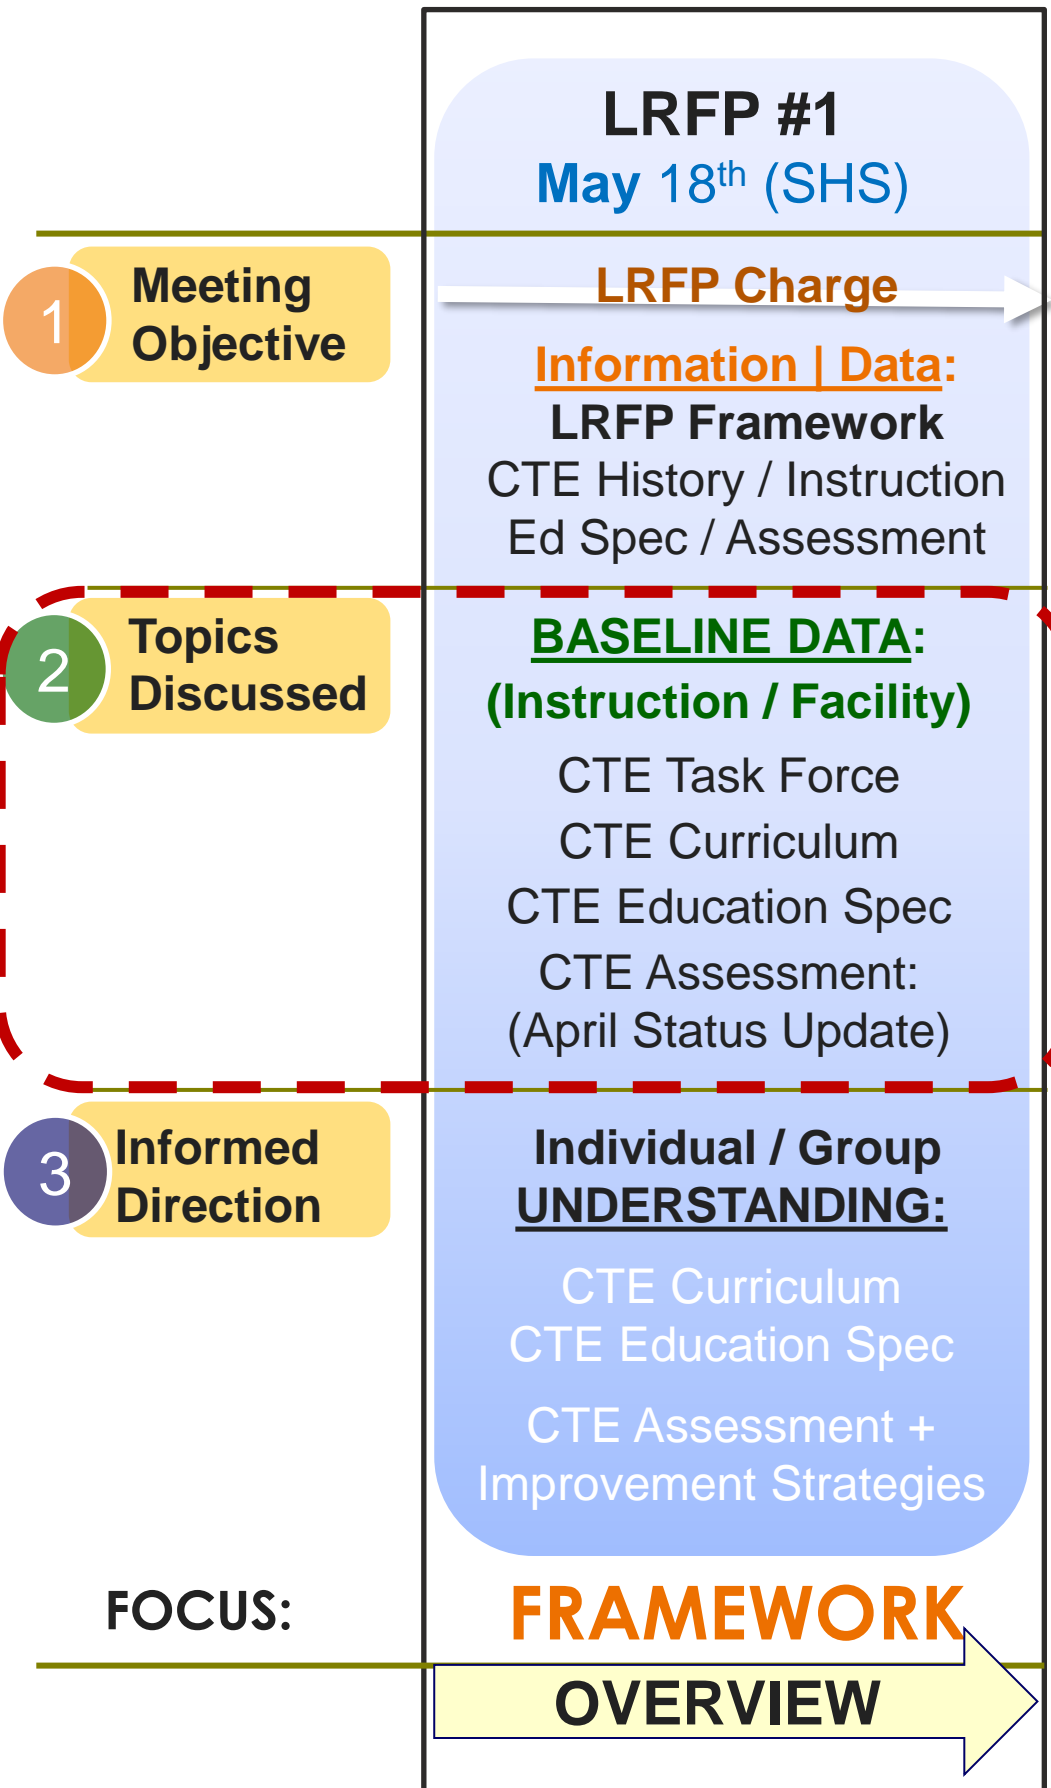 LRFP #1
May 18th (SHS)
1
Meeting
Objective
LRFP Charge
Information | Data:
LRFP Framework
CTE History / Instruction
Ed Spec / Assessment
2
Topics
Discussed
BASELINE DATA:
(Instruction / Facility)
CTE Task Force
CTE Curriculum
CTE Education Spec
CTE Assessment:
(April Status Update)
3
Informed
Direction
Individual / Group
UNDERSTANDING:
CTE Curriculum
CTE Education Spec
CTE Assessment +
Improvement Strategies
FOCUS:
FRAMEWORK
OVERVIEW